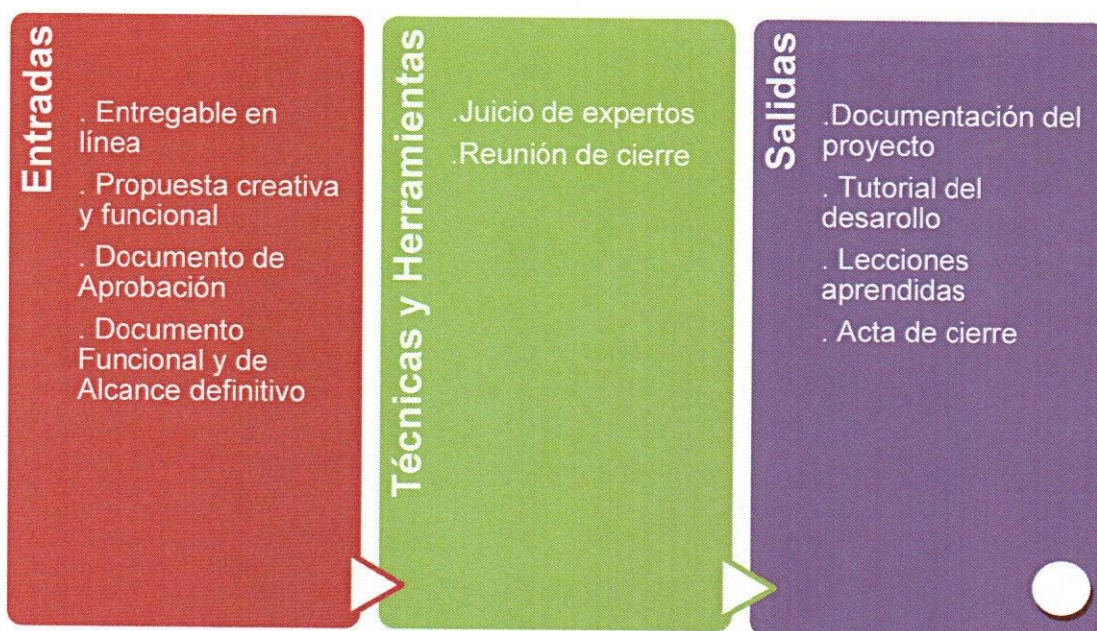 Entradas
. Entregable en
línea
. Propuesta creativa
y funcional
. Documento de
Aprobación
. Documento
Funcional y de
Alcance definitivo
Técnicas y Herramientas
.Juicio de expertos
.Reunión de cierre
Salidas
.Documentación del
proyecto
. Tutorial del
desarollo
. Lecciones
aprendidas
. Acta de cierre